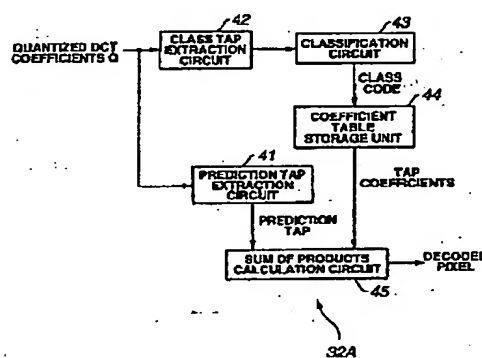 42
CLASS TAP
EXTRACTION
CIRCUIT
43
CLASSIFICATION
CIRCUIT
QUANTIZED DCT
COEFFICIENTS Q
CLASS
CODE
44
COEFFICIENT
TABLE
STORAGE UNIT
41
PREDICTION TAP
EXTRACTION
CIRCUIT
TAP
COEFFICIENTS
PREDICTION
TAP
SUM OF PRODUCTS
CALCULATION CIRCUIT
DECODED
PIXEL
45
32A